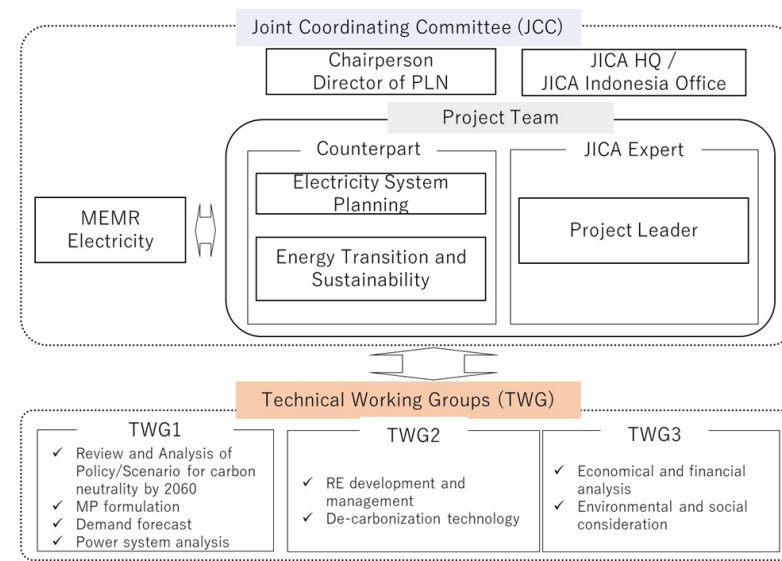 Joint Coordinating Committee (JCC)
Chairperson
Director of PLN
JICA HQ /
JICA Indonesia Office
Project Team
Counterpart
JICA Expert
Electricity System
Planning
Energy Transition and
Sustainability
Project Leader
MEMR
Electricity
Technical Working Groups (TWG)
TWG1
✓ Review and Analysis of
Policy/Scenario for carbon
neutrality by 2060
✓ MP formulation
✓ Demand forecast
✓ Power system analysis
TWG2
✓ RE development and
management
✓ De-carbonization technology
TWG3
✓ Economical and financial
analysis
✓ Environmental and social
consideration